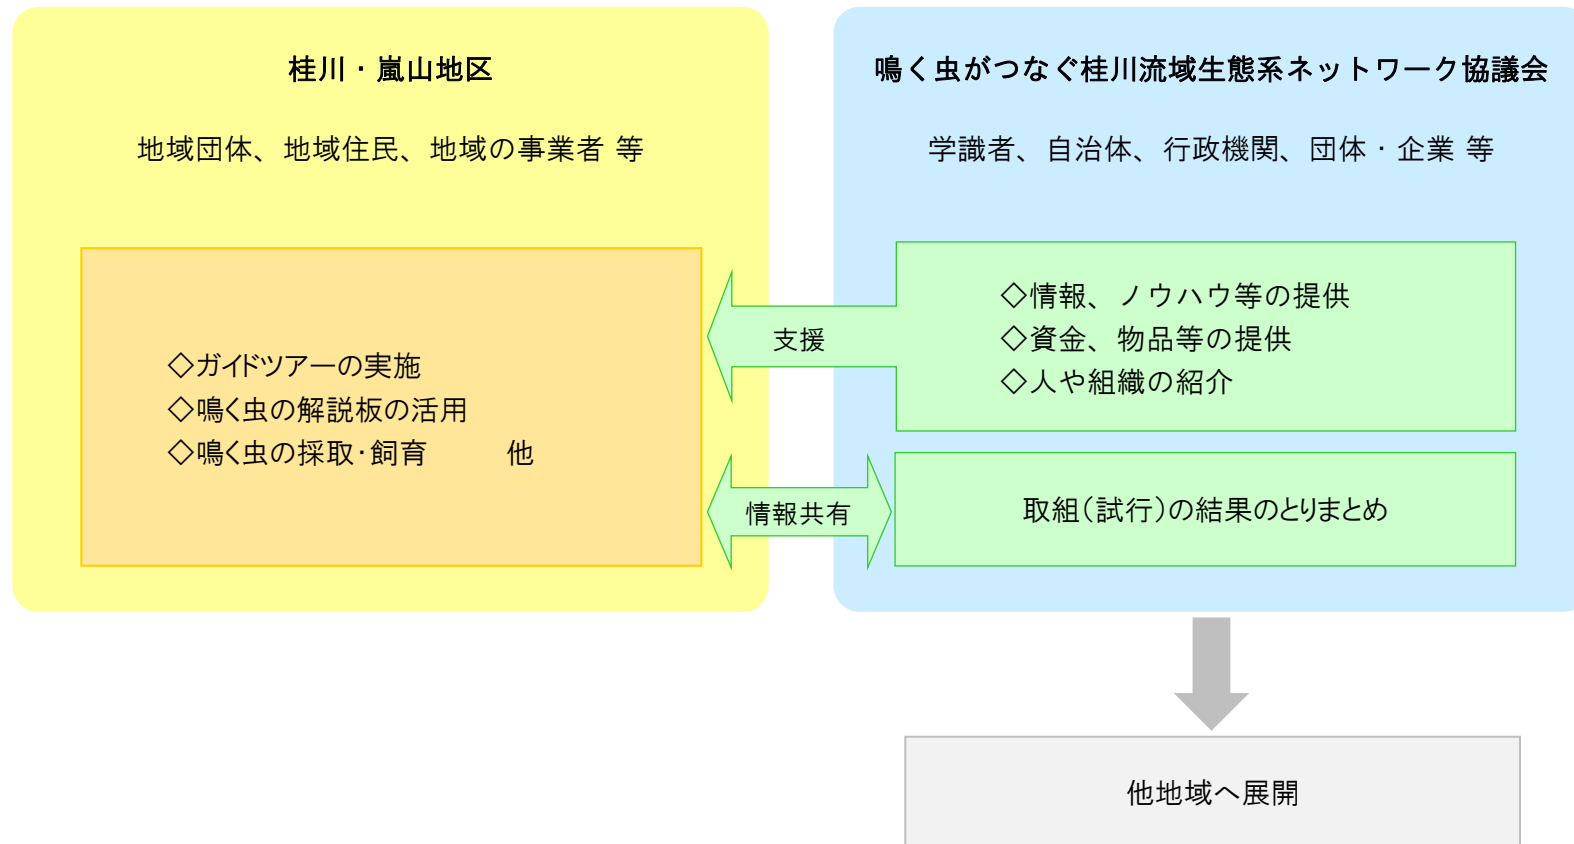 桂川・嵐山地区
地域団体、地域住民、地域の事業者 等
◇ガイドツアーの実施
◇鳴く虫の解説板の活用
◇鳴く虫の採取・飼育 他
鳴く虫がつなぐ桂川流域生態系ネットワーク協議会
学識者、自治体、行政機関、団体・企業 等
◇情報、ノウハウ等の提供
◇資金、物品等の提供
◇人や組織の紹介
支援
情報共有
取組（試行）の結果のとりまとめ
他地域へ展開